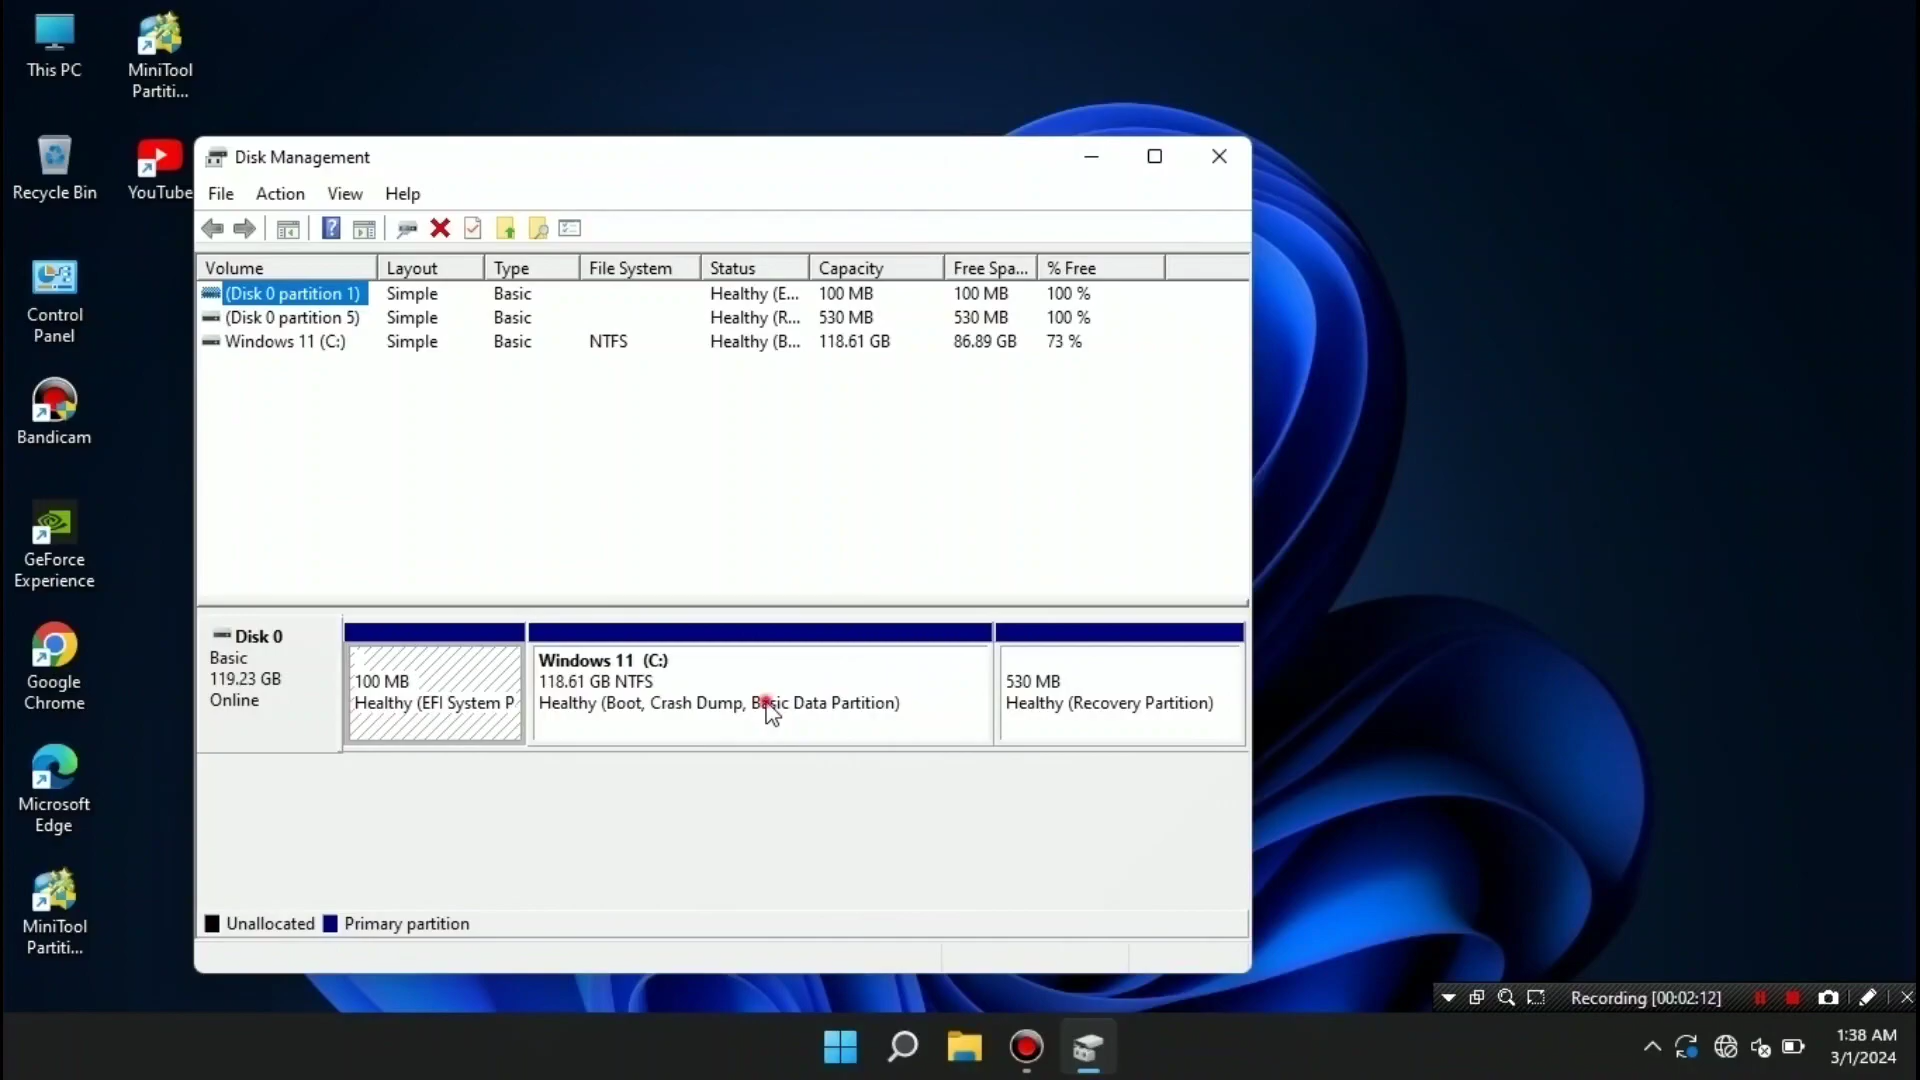 This PC
MiniTool
Partiti...
Recycle Bin
YouTube
Control
Panel
Bandicam
GeForce
Experience
Google
Chrome
Microsoft
Edge
MiniTool
Partiti...
Disk Management
File Action View Help
Volume Layout Type File System Status Capacity Free Spa... % Free
(Disk 0 partition 1) Simple Basic Healthy (E... 100 MB 100 MB 100 %
(Disk 0 partition 5) Simple Basic Healthy (R... 530 MB 530 MB 100 %
Windows 11 (C:) Simple Basic NTFS Healthy (B... 118.61 GB 86.89 GB 73 %
Disk 0
Basic
119.23 GB
Online
100 MB
Healthy (EFI System P
Windows 11 (C:)
118.61 GB NTFS
Healthy (Boot, Crash Dump, Basic Data Partition)
530 MB
Healthy (Recovery Partition)
Unallocated Primary partition
Recording [00:02:12]
1:38 AM
3/1/2024